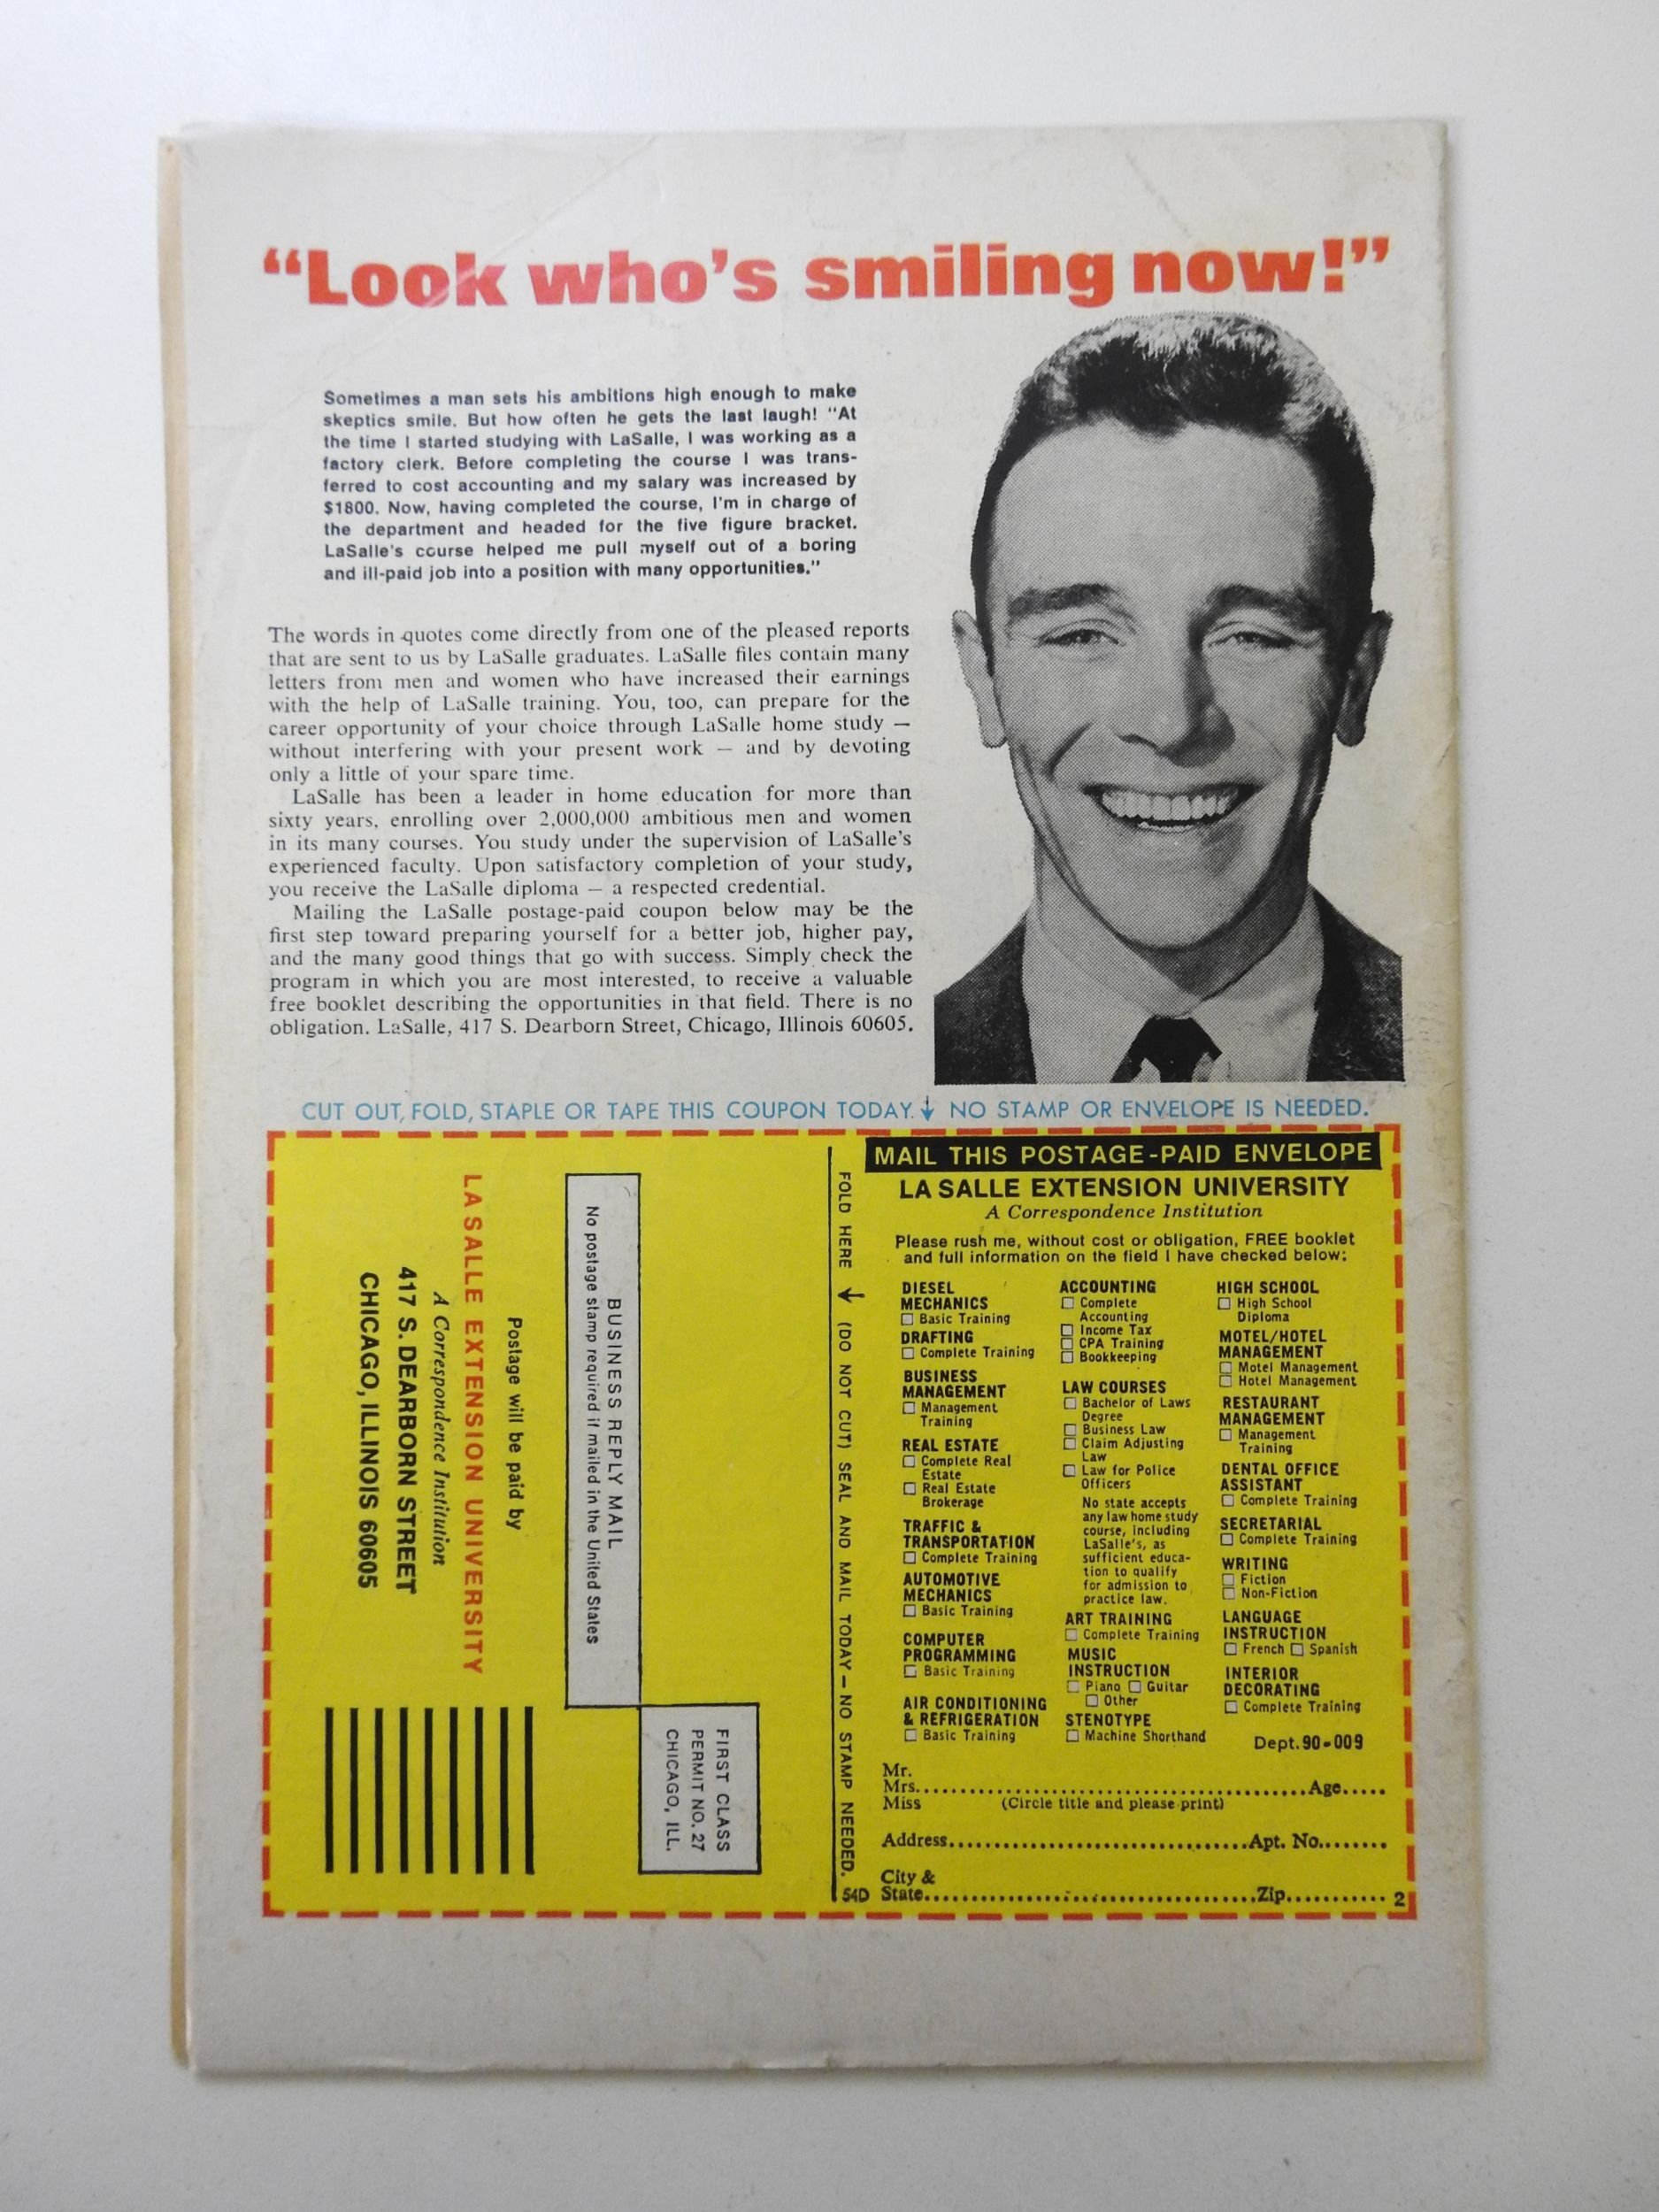 “Look who’s smiling now!”
Sometimes a man sets his ambitions high enough to make
skeptics smile. But how often he gets the last laugh! “At
the time I started studying with LaSalle, I was working as a
factory clerk. Before completing the course I was trans-
ferred to cost accounting and my salary was increased by
$1800. Now, having completed the course, I’m in charge of
the department and headed for the five figure bracket.
LaSalle’s course helped me pull myself out of a boring
and ill-paid job into a position with many opportunities.”
The words in quotes come directly from one of the pleased reports
that are sent to us by LaSalle graduates. LaSalle files contain many
letters from men and women who have increased their earnings
with the help of LaSalle training. You, too, can prepare for the
career opportunity of your choice through LaSalle home study —
without interfering with your present work — and by devoting
only a little of your spare time.
LaSalle has been a leader in home education for more than
sixty years, enrolling over 2,000,000 ambitious men and women
in its many courses. You study under the supervision of LaSalle’s
experienced faculty. Upon satisfactory completion of your study,
you receive the LaSalle diploma — a respected credential.
Mailing the LaSalle postage-paid coupon below may be the
first step toward preparing yourself for a better job, higher pay,
and the many good things that go with success. Simply check the
program in which you are most interested, to receive a valuable
free booklet describing the opportunities in that field. There is no
obligation. LaSalle, 417 S. Dearborn Street, Chicago, Illinois 60605.
CUT OUT, FOLD, STAPLE OR TAPE THIS COUPON TODAY. ↓ NO STAMP OR ENVELOPE IS NEEDED.
FIRST CLASS
PERMIT NO. 27
CHICAGO, ILL.
BUSINESS REPLY MAIL
No postage stamp required if mailed in the United States
Postage will be paid by
LA SALLE EXTENSION UNIVERSITY
A Correspondence Institution
417 S. DEARBORN STREET
CHICAGO, ILLINOIS 60605
FOLD HERE → (DO NOT CUT) SEAL AND MAIL TODAY — NO STAMP NEEDED.
54D
MAIL THIS POSTAGE-PAID ENVELOPE
LA SALLE EXTENSION UNIVERSITY
A Correspondence Institution
Please rush me, without cost or obligation, FREE booklet
and full information on the field I have checked below:
DIESEL
MECHANICS
☐ Basic Training
DRAFTING
☐ Complete Training
BUSINESS
MANAGEMENT
☐ Management
Training
REAL ESTATE
☐ Complete Real
Estate
☐ Real Estate
Brokerage
TRAFFIC &
TRANSPORTATION
☐ Complete Training
AUTOMOTIVE
MECHANICS
☐ Basic Training
COMPUTER
PROGRAMMING
☐ Basic Training
AIR CONDITIONING
& REFRIGERATION
☐ Basic Training
ACCOUNTING
☐ Complete
Accounting
☐ Income Tax
☐ CPA Training
☐ Bookkeeping
LAW COURSES
☐ Bachelor of Laws
Degree
☐ Business Law
☐ Claim Adjusting
Law
☐ Law for Police
Officers
No state accepts
any law home study
course, including
LaSalle’s, as
sufficient educa-
tion to qualify
for admission to
practice law.
ART TRAINING
☐ Complete Training
MUSIC
INSTRUCTION
☐ Piano ☐ Guitar
☐ Other
STENOTYPE
☐ Machine Shorthand
HIGH SCHOOL
☐ High School
Diploma
MOTEL/HOTEL
MANAGEMENT
☐ Motel Management
☐ Hotel Management
RESTAURANT
MANAGEMENT
☐ Management
Training
DENTAL OFFICE
ASSISTANT
☐ Complete Training
SECRETARIAL
☐ Complete Training
WRITING
☐ Fiction
☐ Non-Fiction
LANGUAGE
INSTRUCTION
☐ French ☐ Spanish
INTERIOR
DECORATING
☐ Complete Training
Dept. 90-009
Mr.
Mrs.....................Age.....
Miss (Circle title and please print)
Address.....................Apt. No........
City &
State.....................Zip........... 2